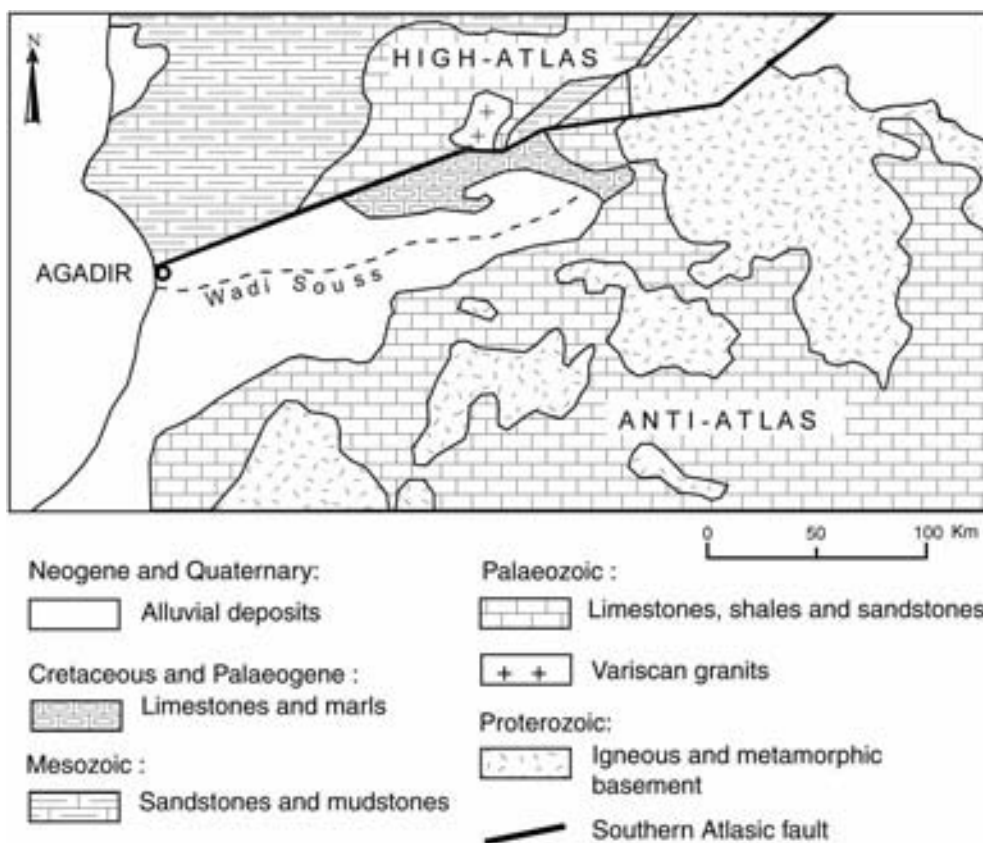 N
HIGH-ATLAS
AGADIR
Wadi Souss
ANTI-ATLAS
0 50 100 Km
Neogene and Quaternary:
Alluvial deposits
Cretaceous and Palaeogene :
Limestones and marls
Mesozoic :
Sandstones and mudstones
Palaeozoic :
Limestones, shales and sandstones
Variscan granits
Proterozoic:
Igneous and metamorphic
basement
Southern Atlasic fault